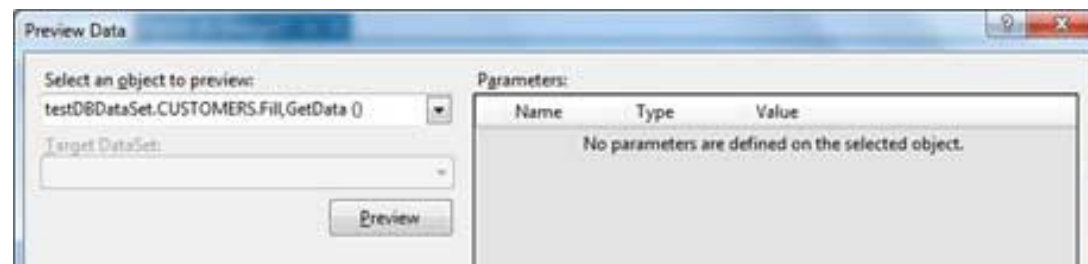 Preview Data
Select an object to preview:
testDBDataSet.CUSTOMERS.Fill,GetData ()
Target DataSet:
Preview
Parameters:
Name Type Value
No parameters are defined on the selected object.